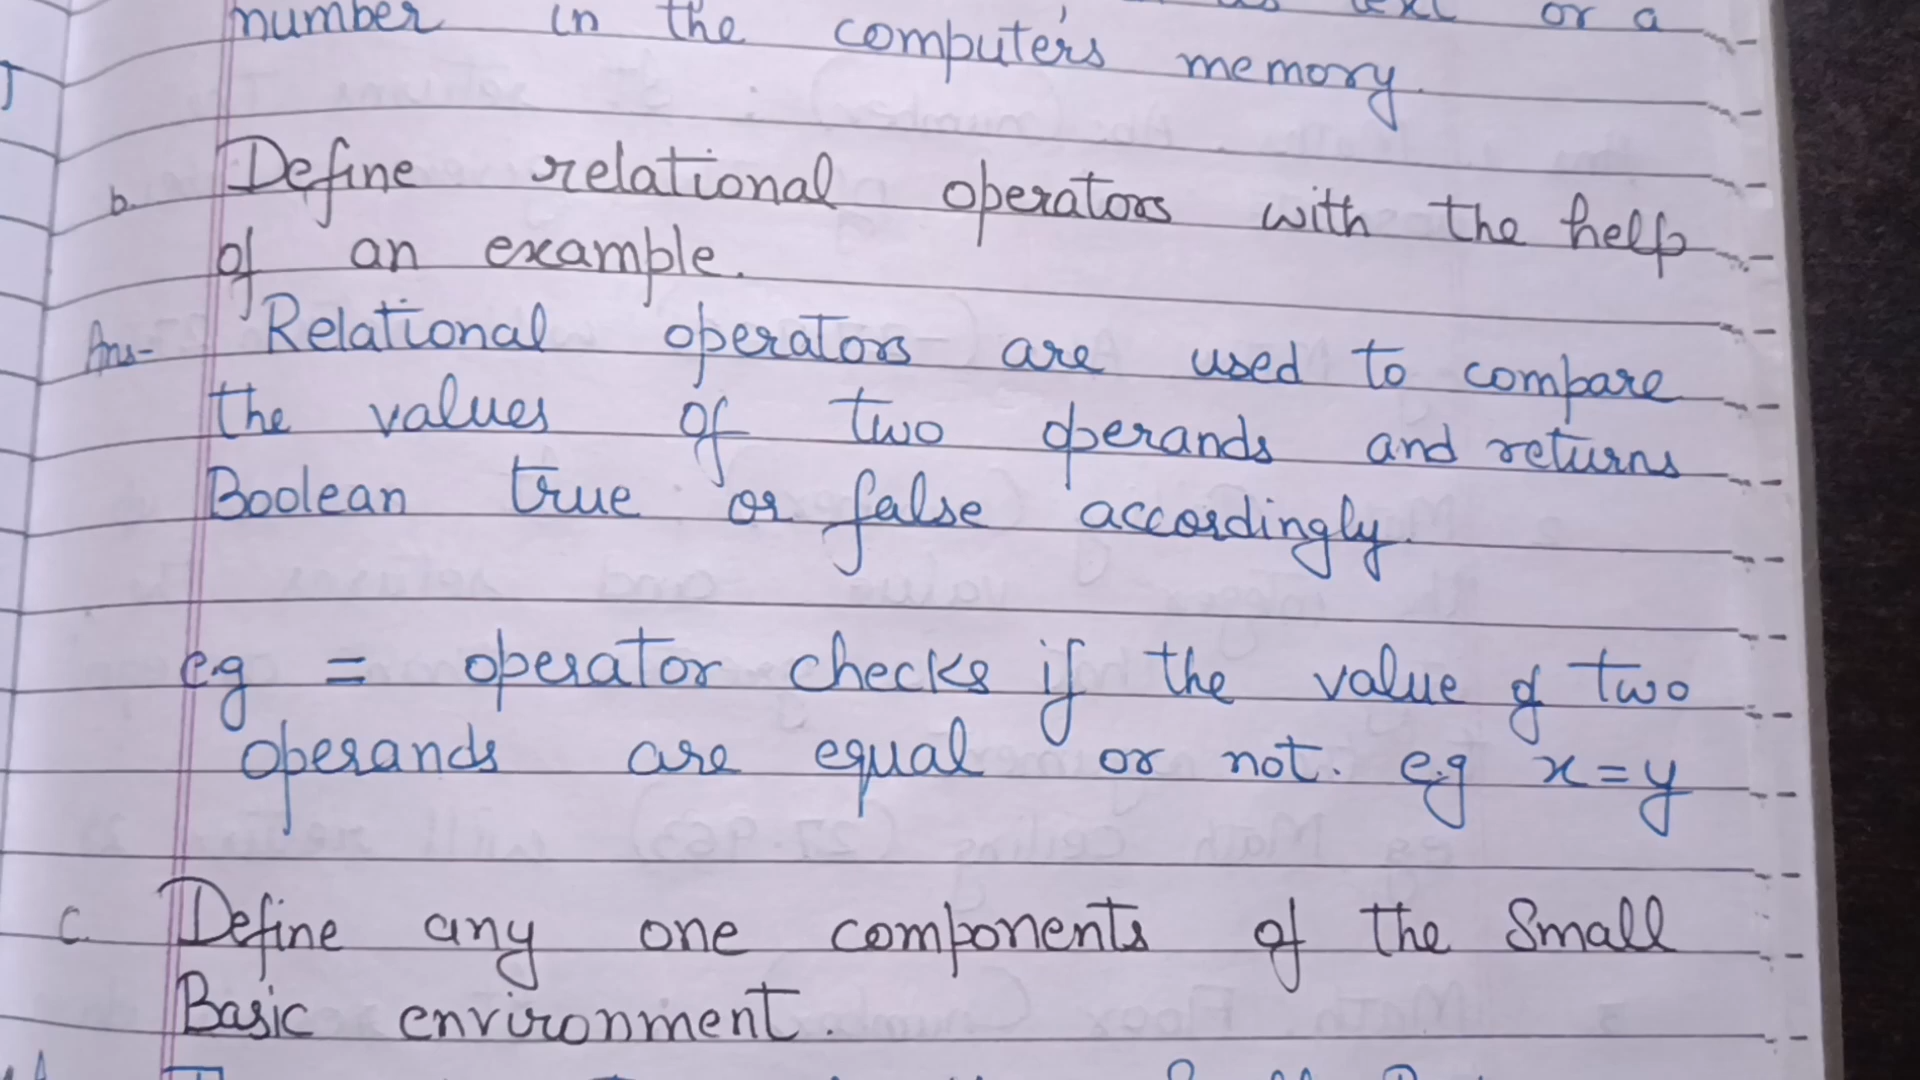 text or a
number in the computer's memory.
b. Define relational operators with the help
of an example.
Ans- Relational operators are used to compare
the values of two operands and returns
Boolean true or false accordingly.
eg = operator checks if the value of two
operands are equal or not. e.g x=y
c. Define any one components of the Small
Basic environment.